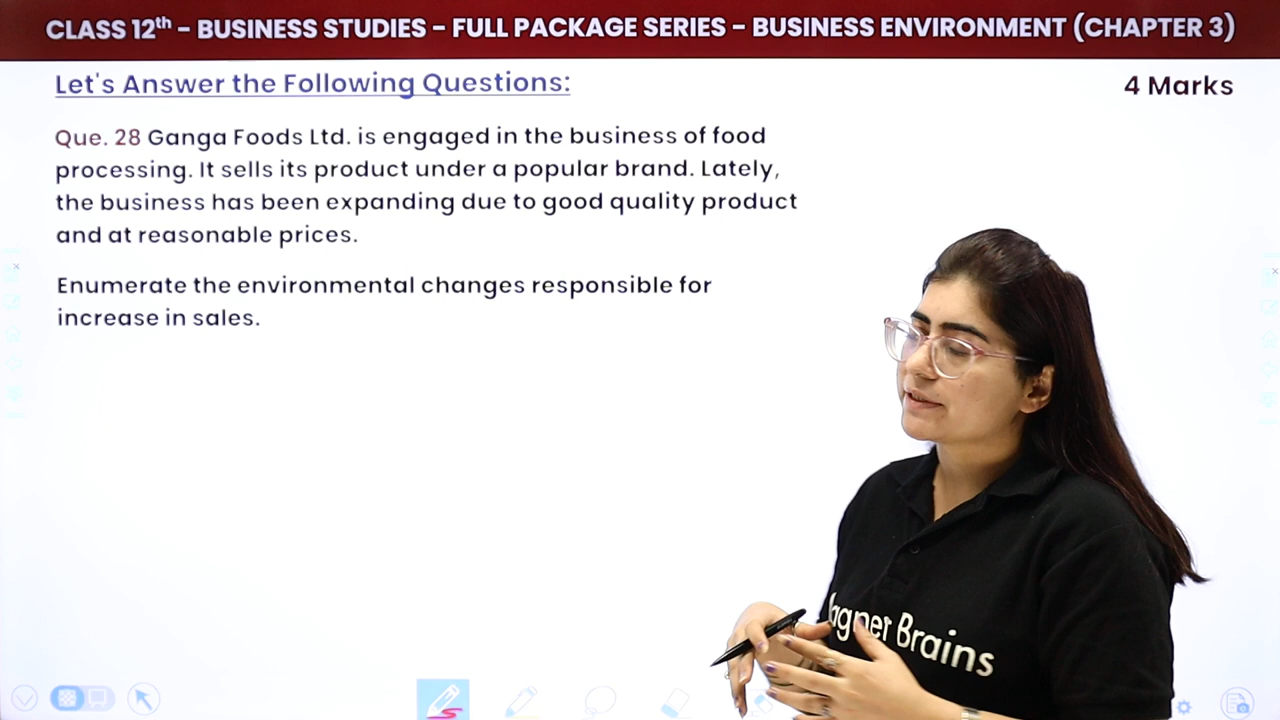 CLASS 12th – BUSINESS STUDIES – FULL PACKAGE SERIES – BUSINESS ENVIRONMENT (CHAPTER 3)
Let's Answer the Following Questions:
4 Marks
Que. 28 Ganga Foods Ltd. is engaged in the business of food
processing. It sells its product under a popular brand. Lately,
the business has been expanding due to good quality product
and at reasonable prices.
Enumerate the environmental changes responsible for
increase in sales.
agnet Brains